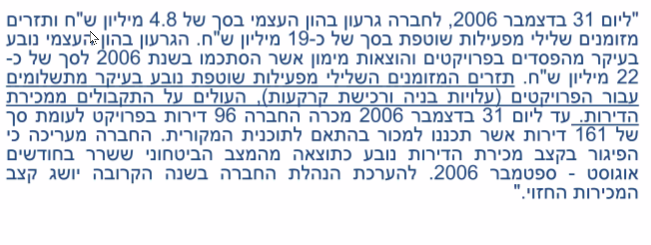 "ליום 31 בדצמבר 2006, לחברה גרעון בהון העצמי בסך של 4.8 מיליון ש"ח ותזרים
מזומנים שלילי מפעילות שוטפת בסך של כ-19 מיליון ש"ח. הגרעון בהון העצמי נובע
בעיקר מהפסדים בפרויקטים והוצאות מימון אשר הסתכמו בשנת 2006 לסך של כ-
22 מיליון ש"ח. תזרים המזומנים השלילי מפעילות שוטפת נובע בעיקר מתשלומים
עבור הפרויקטים (עלויות בניה ורכישת קרקעות), העולים על התקבולים ממכירת
הדירות. עד ליום 31 בדצמבר 2006 מכרה החברה 96 דירות בפרויקט לעומת סך
של 161 דירות אשר תכננו למכור בהתאם לתוכנית המקורית. החברה מעריכה כי
הפיגור בקצב מכירת הדירות נובע כתוצאה מהמצב הביטחוני ששרר בחודשים
אוגוסט - ספטמבר 2006. להערכת הנהלת החברה בשנה הקרובה יושג קצב
המכירות החזוי."